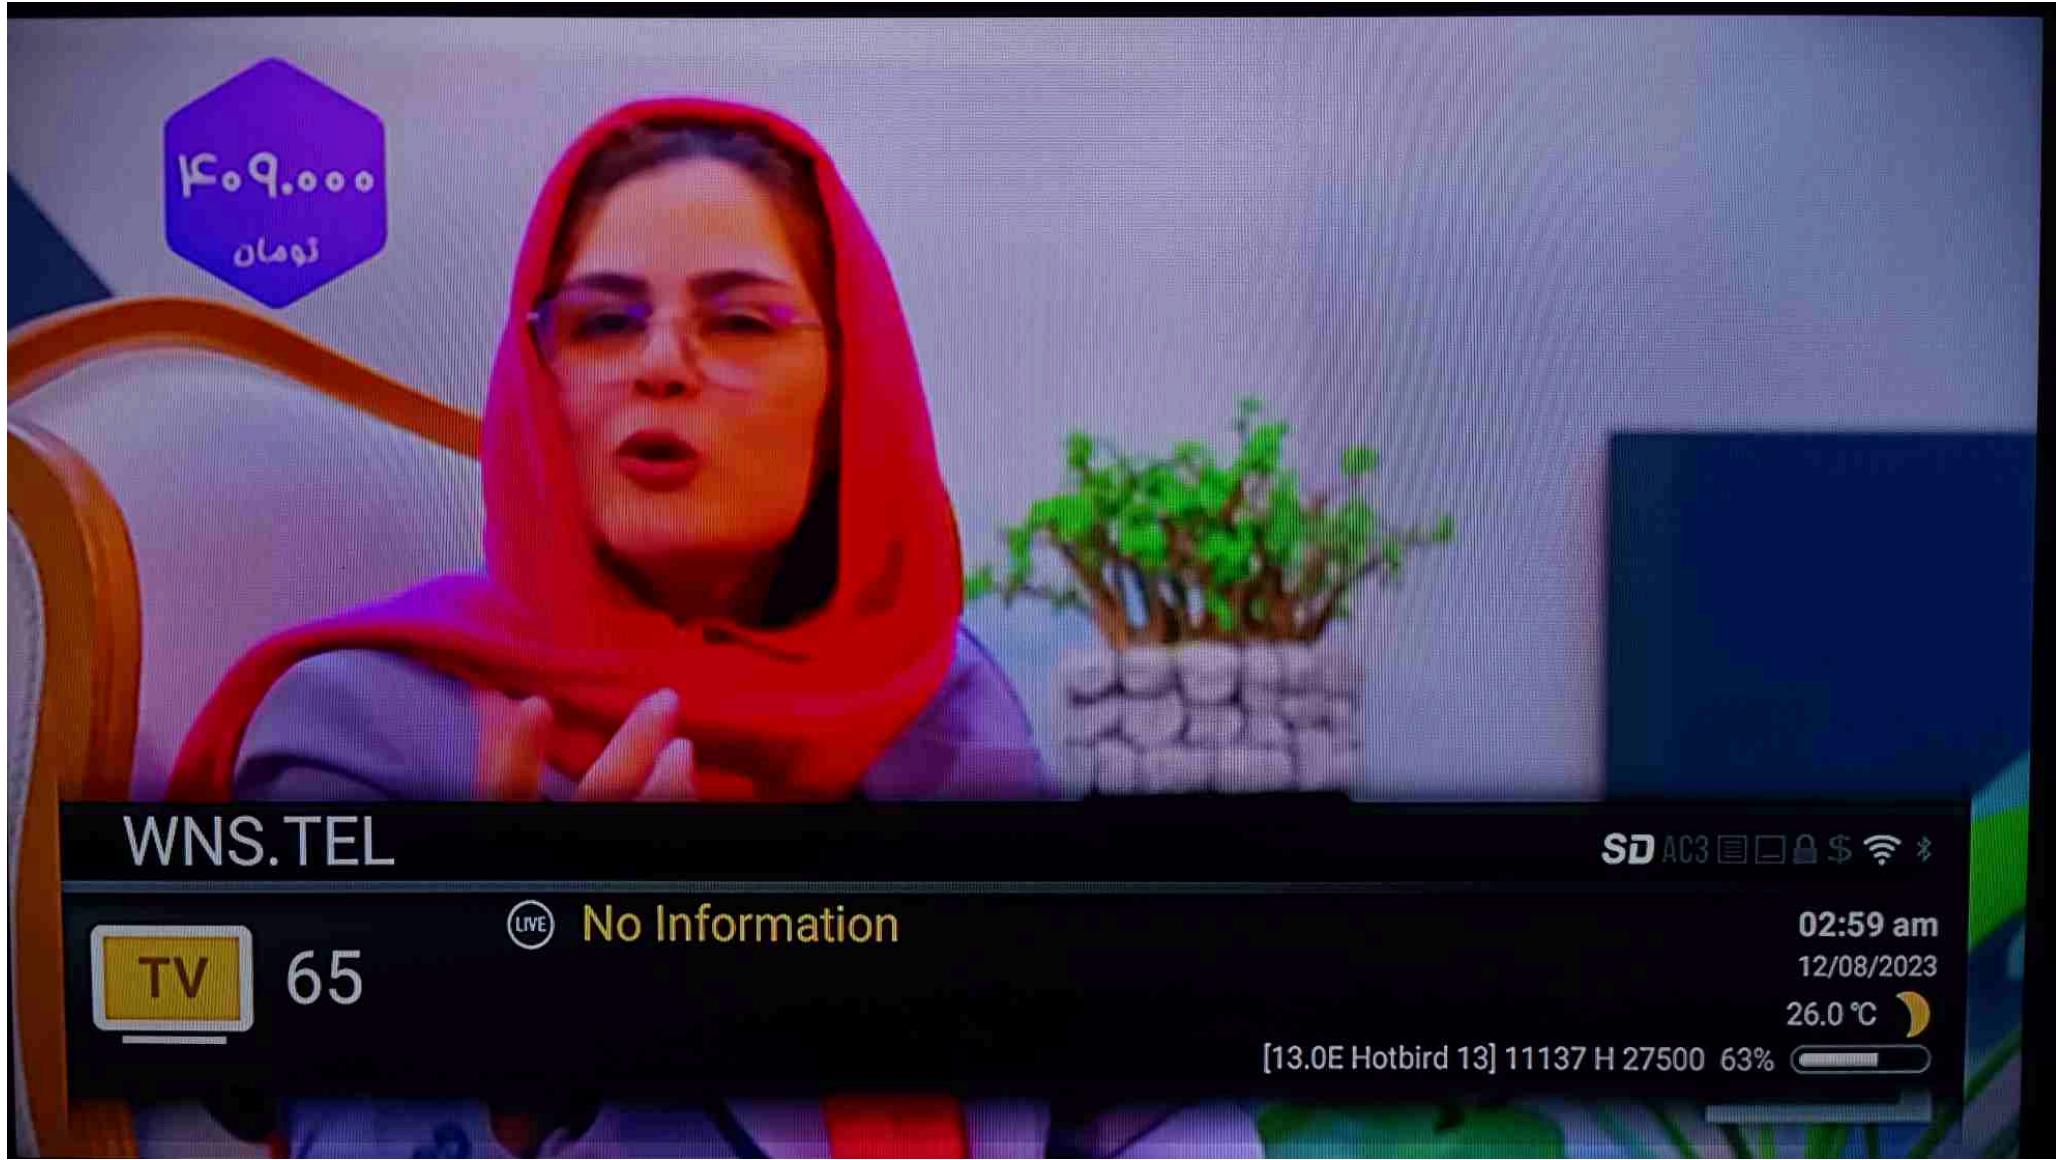 ۴۰۹.۰۰۰
تومان
WNS.TEL
SD AC3 $
TV 65
LIVE No Information
02:59 am
12/08/2023
26.0 °C
[13.0E Hotbird 13] 11137 H 27500 63%